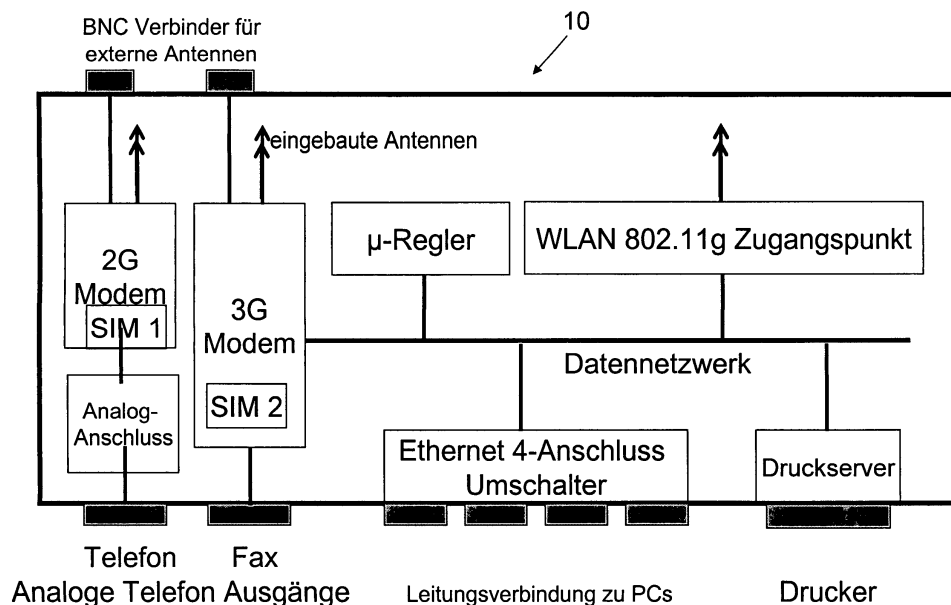 BNC Verbinder für
externe Antennen
10
eingebaute Antennen
2G
Modem
SIM 1
3G
Modem
SIM 2
µ-Regler
WLAN 802.11g Zugangspunkt
Datennetzwerk
Analog-
Anschluss
Ethernet 4-Anschluss
Umschalter
Druckserver
Telefon
Fax
Analoge Telefon Ausgänge
Leitungsverbindung zu PCs
Drucker